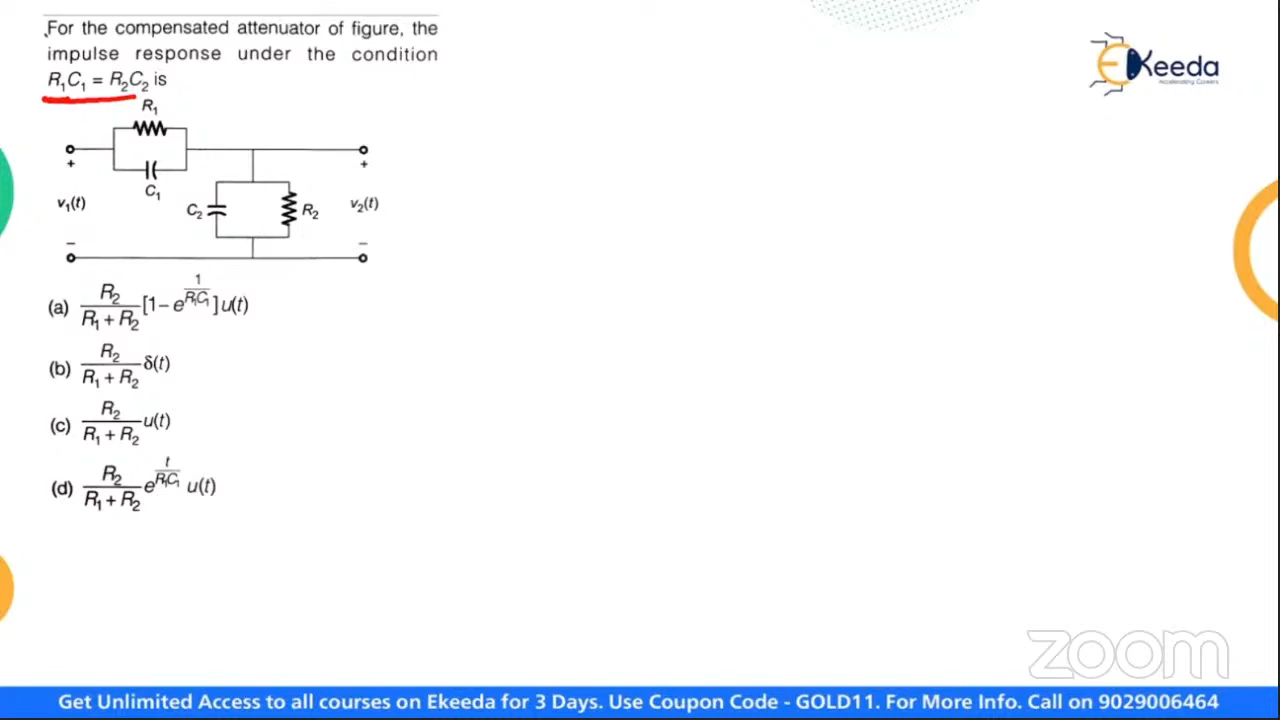 For the compensated attenuator of figure, the
impulse response under the condition
R₁C₁ = R₂C₂ is
R₁
C₁
+
+
v₁(t)
C₂
R₂
v₂(t)
−
−
(a) R₂/(R₁ + R₂) [1 − e^(1/(R₁C₁))] u(t)
(b) R₂/(R₁ + R₂) δ(t)
(c) R₂/(R₁ + R₂) u(t)
(d) R₂/(R₁ + R₂) e^(t/(R₁C₁)) u(t)
EKeeda
Accelerating Careers
zoom
Get Unlimited Access to all courses on Ekeeda for 3 Days. Use Coupon Code - GOLD11. For More Info. Call on 9029006464